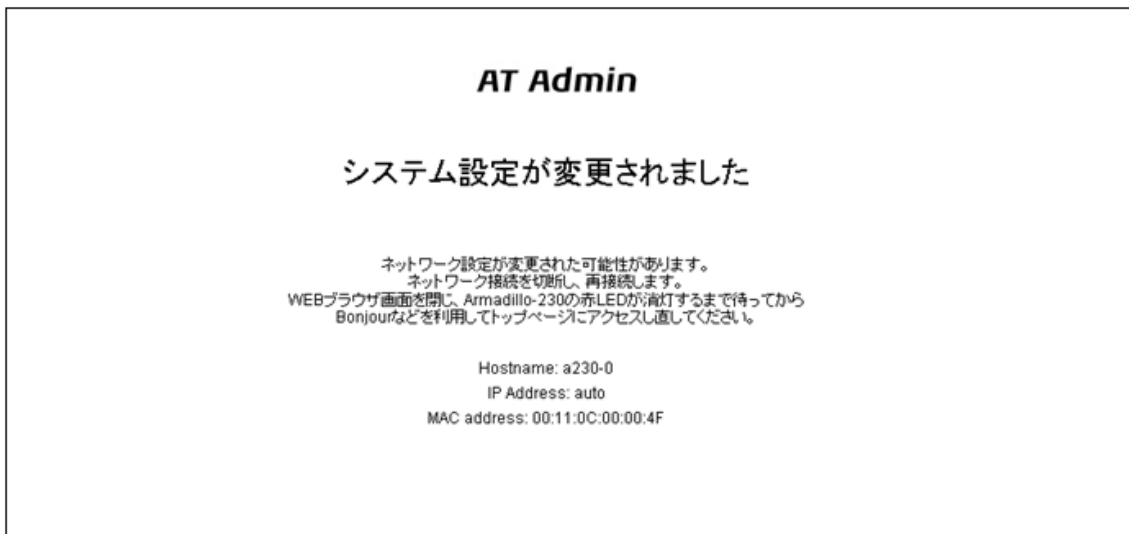 AT Admin
システム設定が変更されました
ネットワーク設定が変更された可能性があります。
ネットワーク接続を切断し、再接続します。
WEBブラウザ画面を閉じ、Armadillo-230の赤LEDが消灯するまで待ってから
Bonjourなどを利用してトップページにアクセスし直してください。
Hostname: a230-0
IP Address: auto
MAC address: 00:11:0C:00:00:4F